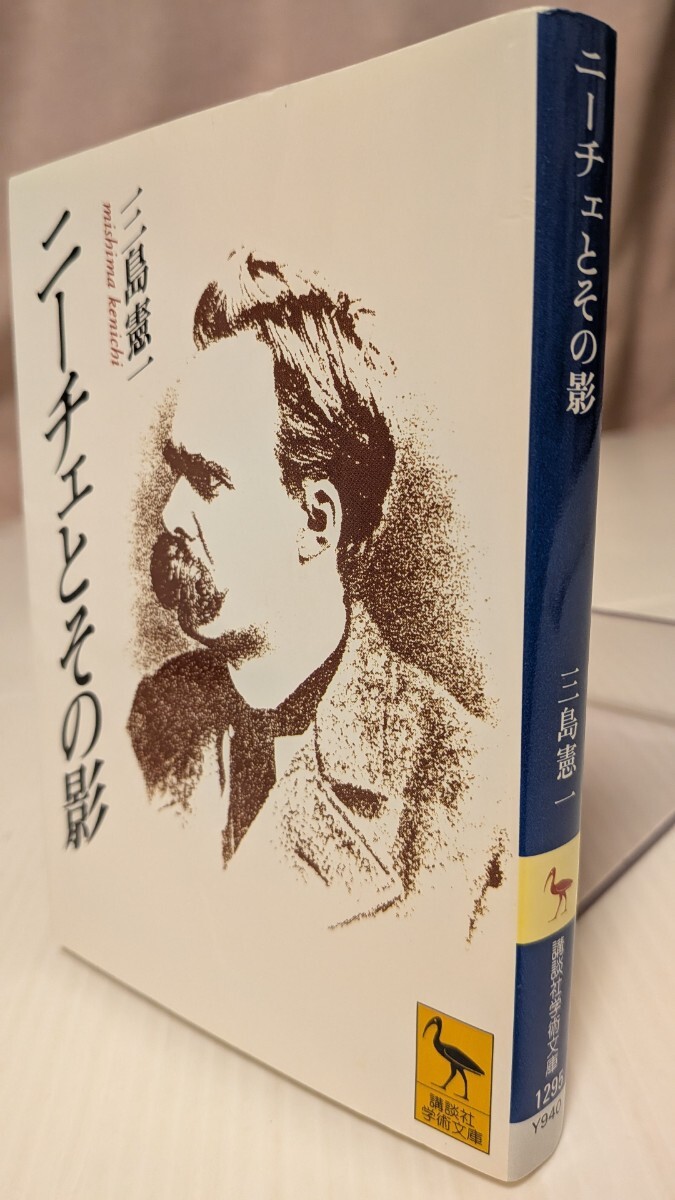 三島憲一
mishima kenichi
ニーチェとその影
講談社
学術文庫
ニーチェとその影
三島憲一
講談社学術文庫
1295
Y940